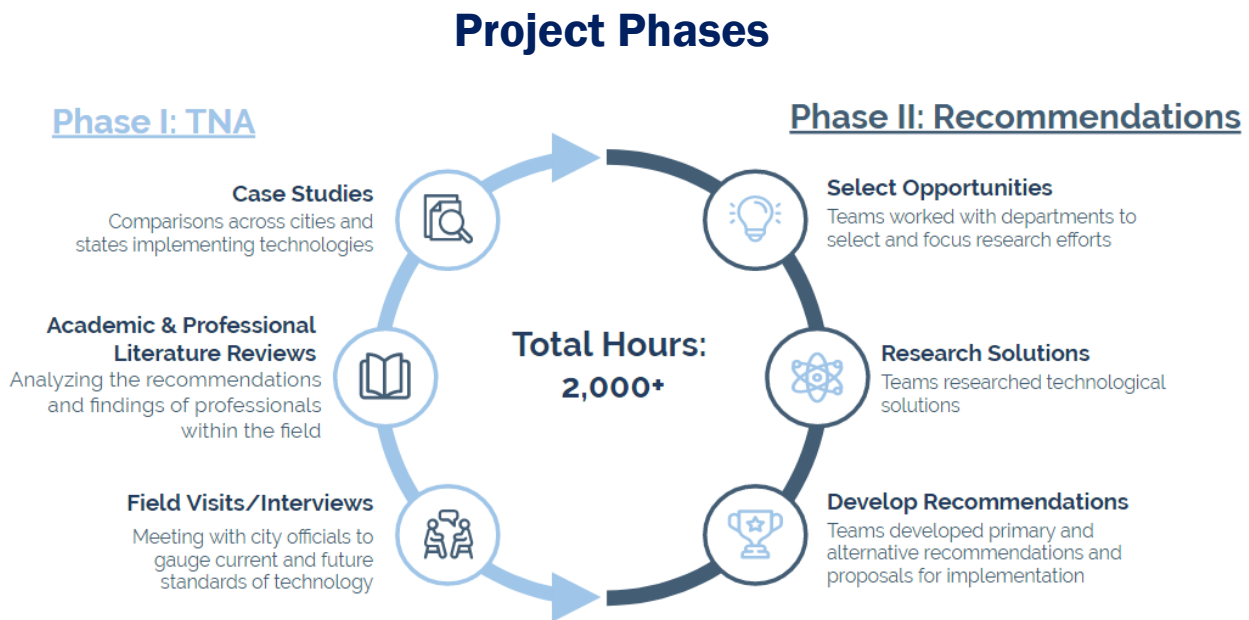 Project Phases
Phase I: TNA
Case Studies
Comparisons across cities and
states implementing technologies
Academic & Professional
Literature Reviews
Analyzing the recommendations
and findings of professionals
within the field
Field Visits/Interviews
Meeting with city officials to
gauge current and future
standards of technology
Total Hours:
2,000+
Phase II: Recommendations
Select Opportunities
Teams worked with departments to
select and focus research efforts
Research Solutions
Teams researched technological
solutions
Develop Recommendations
Teams developed primary and
alternative recommendations and
proposals for implementation